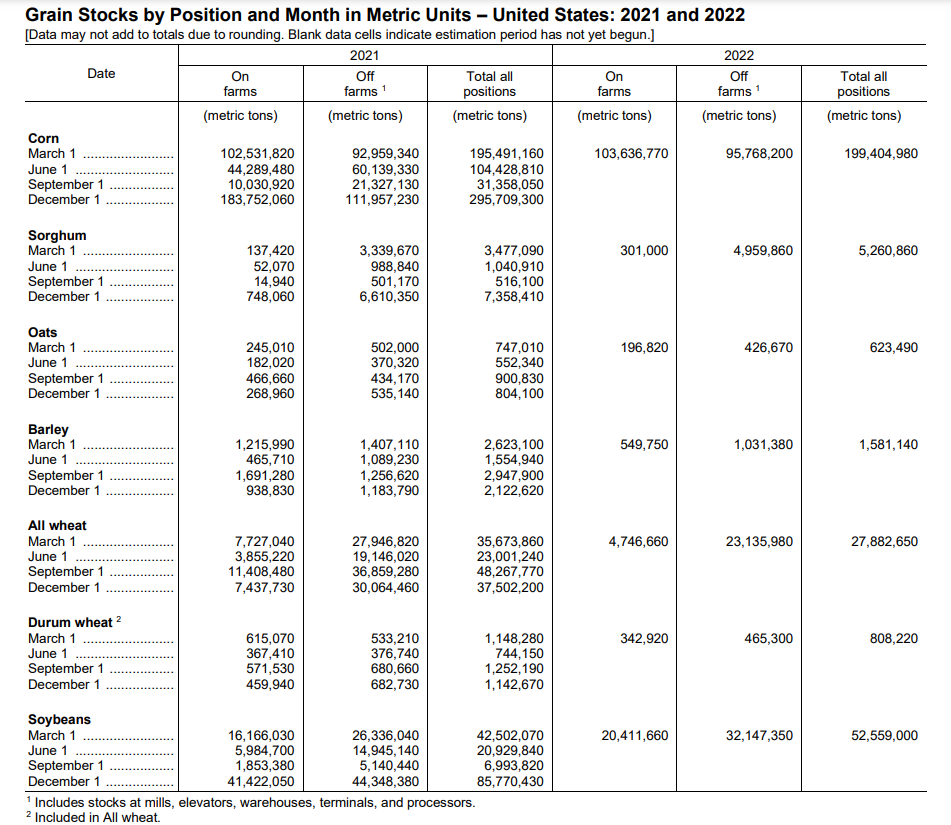 Grain Stocks by Position and Month in Metric Units – United States: 2021 and 2022
[Data may not add to totals due to rounding. Blank data cells indicate estimation period has not yet begun.]
Date 2021 2022
On farms Off farms 1 Total all positions On farms Off farms 1 Total all positions
(metric tons) (metric tons) (metric tons) (metric tons) (metric tons) (metric tons)
Corn
March 1 ........................ 102,531,820 92,959,340 195,491,160 103,636,770 95,768,200 199,404,980
June 1 .......................... 44,289,480 60,139,330 104,428,810
September 1 ................. 10,030,920 21,327,130 31,358,050
December 1 .................. 183,752,060 111,957,230 295,709,300
Sorghum
March 1 ........................ 137,420 3,339,670 3,477,090 301,000 4,959,860 5,260,860
June 1 .......................... 52,070 988,840 1,040,910
September 1 ................. 14,940 501,170 516,100
December 1 .................. 748,060 6,610,350 7,358,410
Oats
March 1 ........................ 245,010 502,000 747,010 196,820 426,670 623,490
June 1 .......................... 182,020 370,320 552,340
September 1 ................. 466,660 434,170 900,830
December 1 .................. 268,960 535,140 804,100
Barley
March 1 ........................ 1,215,990 1,407,110 2,623,100 549,750 1,031,380 1,581,140
June 1 .......................... 465,710 1,089,230 1,554,940
September 1 ................. 1,691,280 1,256,620 2,947,900
December 1 .................. 938,830 1,183,790 2,122,620
All wheat
March 1 ........................ 7,727,040 27,946,820 35,673,860 4,746,660 23,135,980 27,882,650
June 1 .......................... 3,855,220 19,146,020 23,001,240
September 1 ................. 11,408,480 36,859,280 48,267,770
December 1 .................. 7,437,730 30,064,460 37,502,200
Durum wheat 2
March 1 ........................ 615,070 533,210 1,148,280 342,920 465,300 808,220
June 1 .......................... 367,410 376,740 744,150
September 1 ................. 571,530 680,660 1,252,190
December 1 .................. 459,940 682,730 1,142,670
Soybeans
March 1 ........................ 16,166,030 26,336,040 42,502,070 20,411,660 32,147,350 52,559,000
June 1 .......................... 5,984,700 14,945,140 20,929,840
September 1 ................. 1,853,380 5,140,440 6,993,820
December 1 .................. 41,422,050 44,348,380 85,770,430
1 Includes stocks at mills, elevators, warehouses, terminals, and processors.
2 Included in All wheat.